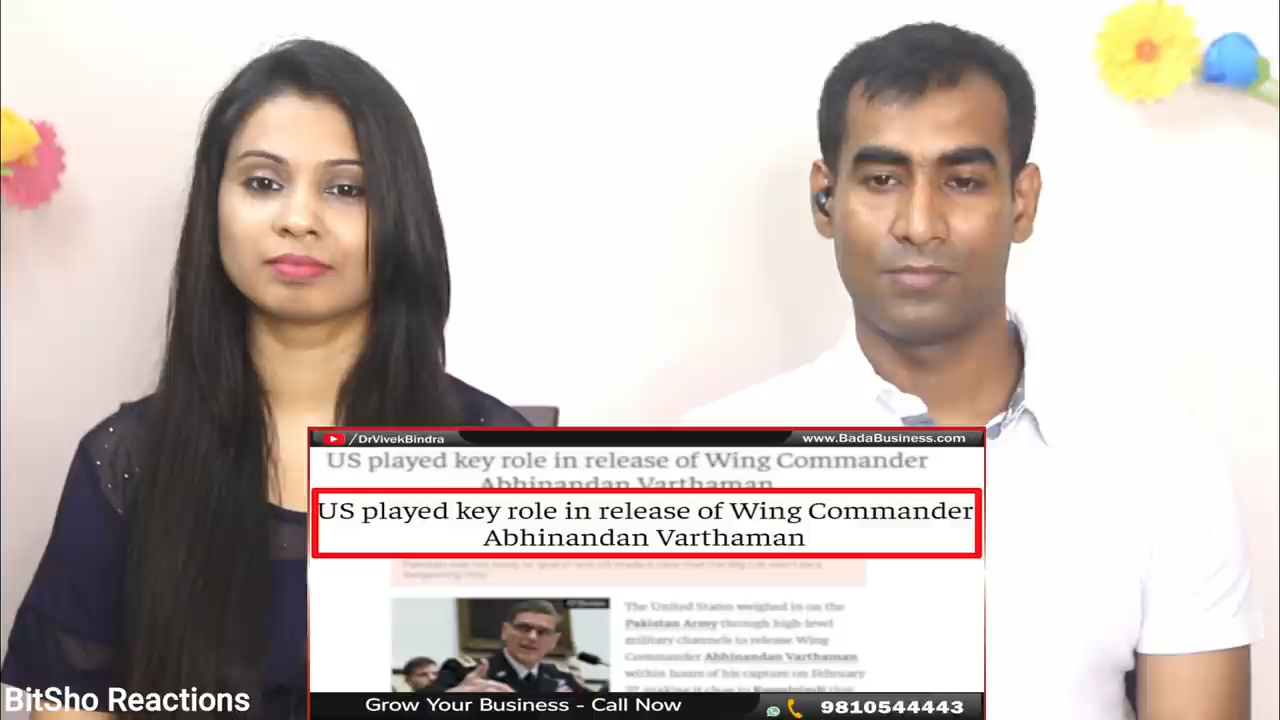 /DrVivekBindra
www.BadaBusiness.com
US played key role in release of Wing Commander
Abhinandan Varthaman
US played key role in release of Wing Commander
Abhinandan Varthaman
The United States weighed in on the
Pakistan Army through high-level
military channels to release Wing
Commander Abhinandan Varthaman
within hours of his capture on February
BitSho Reactions
Grow Your Business - Call Now
9810544443